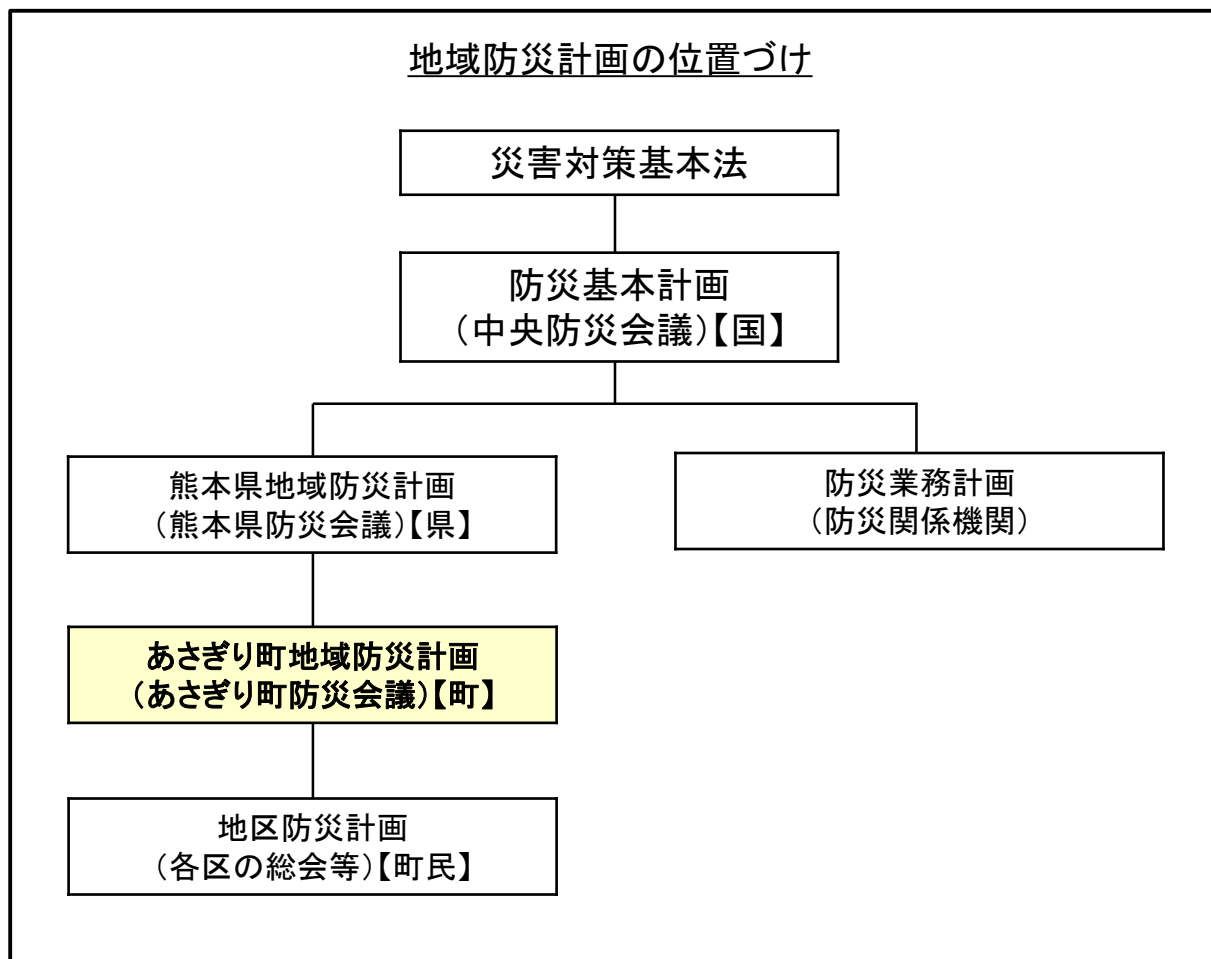 地域防災計画の位置づけ
災害対策基本法
防災基本計画
(中央防災会議)【国】
熊本県地域防災計画
(熊本県防災会議)【県】
防災業務計画
(防災関係機関)
あさぎり町地域防災計画
(あさぎり町防災会議)【町】
地区防災計画
(各区の総会等)【町民】